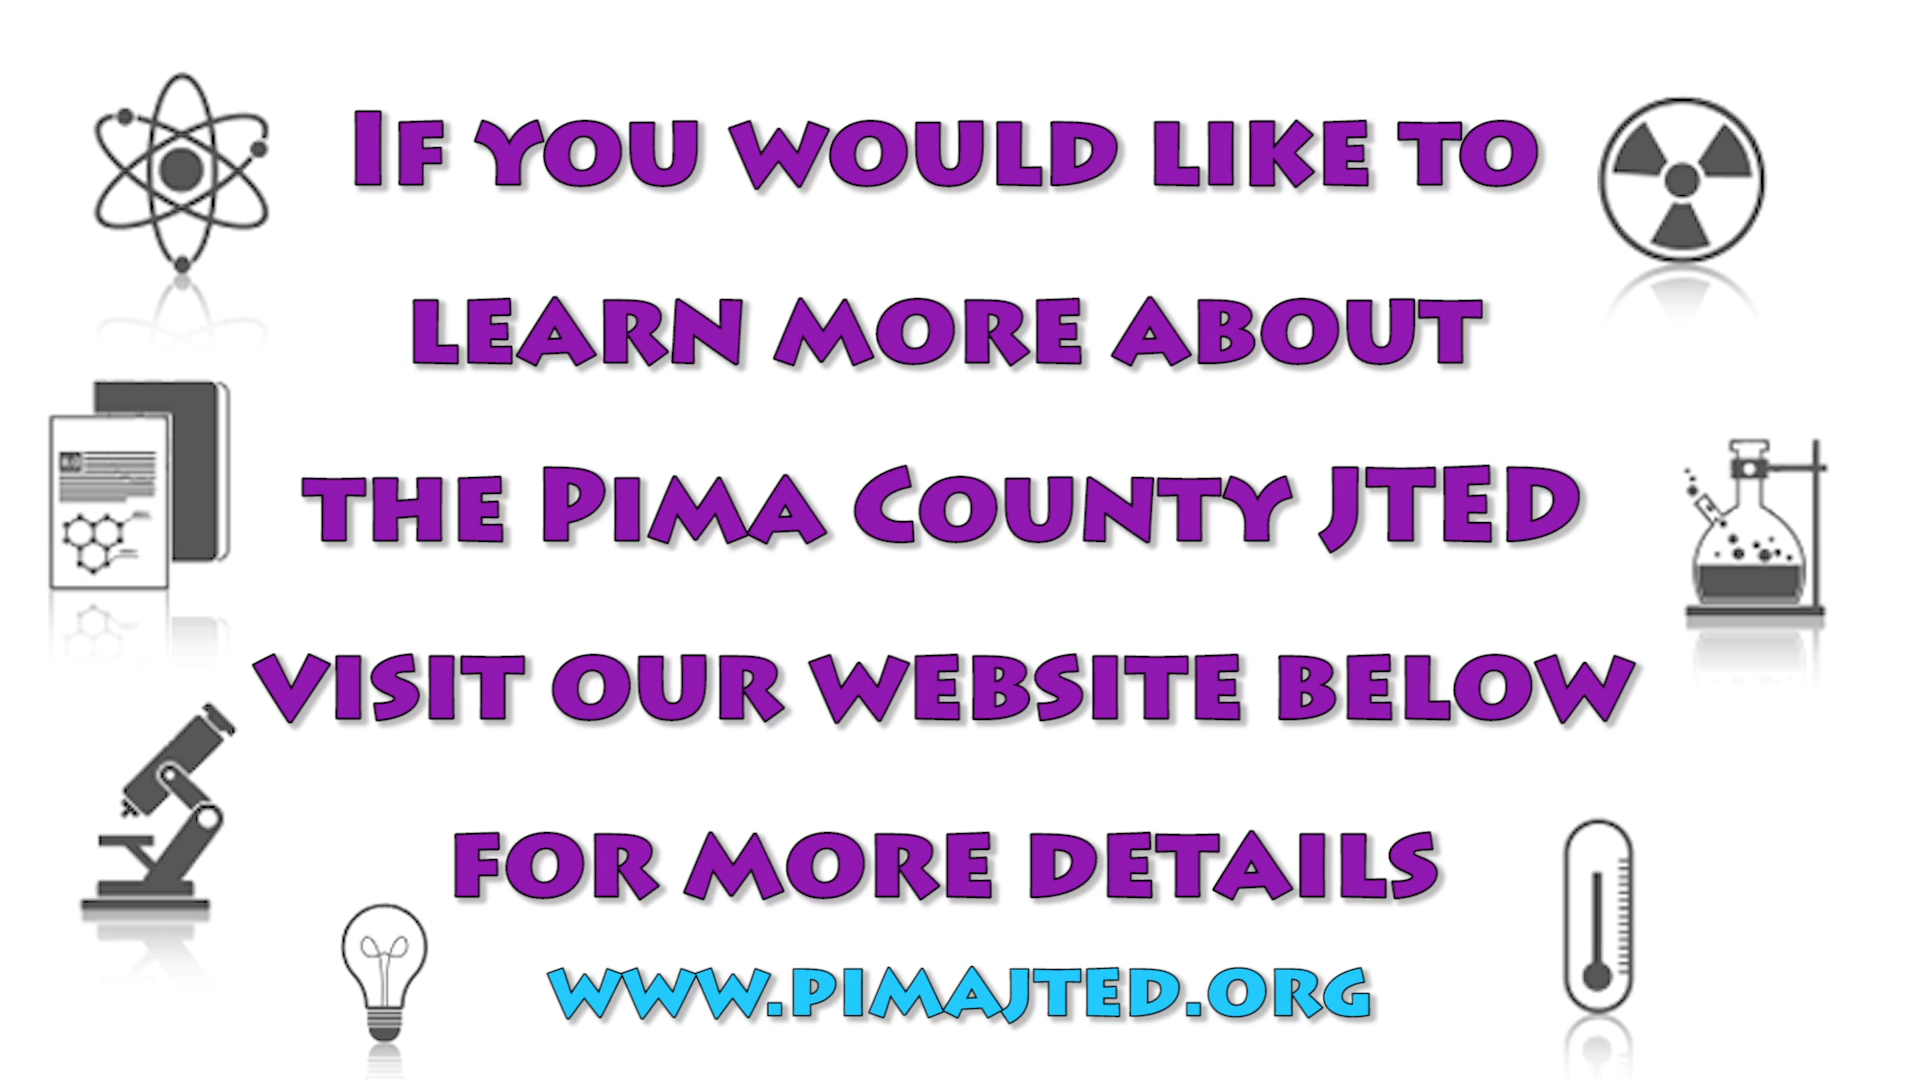 If you would like to
learn more about
the Pima County JTED
visit our website below
for more details
www.pimajted.org